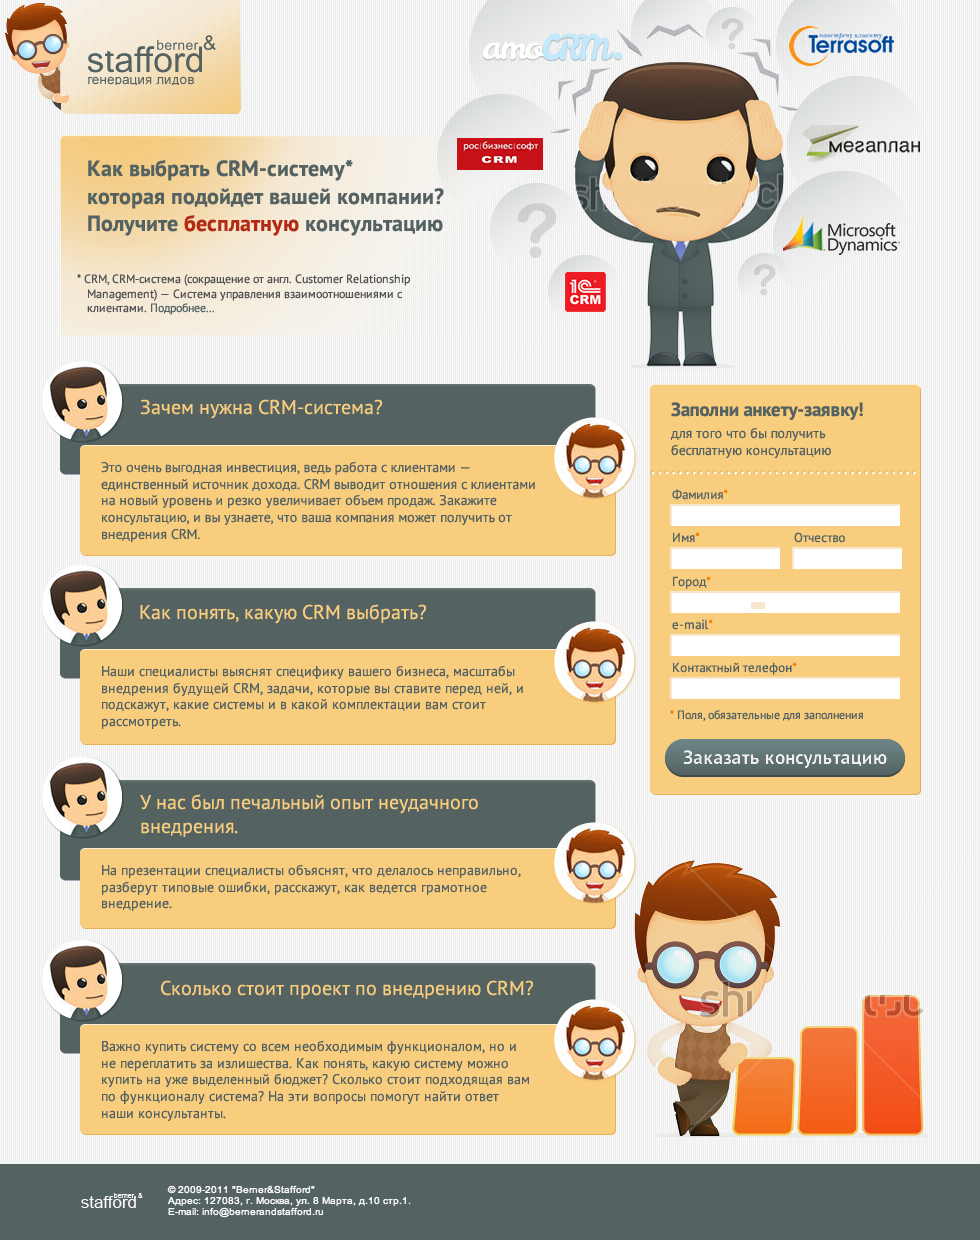 berner &
stafford
генерация лидов
amoCRM
навстречу клиенту
Terrasoft
рос|бизнес|софт
CRM
мегаплан
Microsoft
Dynamics
1C
CRM
?
?
?
Как выбрать CRM-систему*
которая подойдет вашей компании?
Получите бесплатную консультацию
* CRM, CRM-система (сокращение от англ. Customer Relationship
Management) — Система управления взаимоотношениями с
клиентами. Подробнее...
Зачем нужна CRM-система?
Это очень выгодная инвестиция, ведь работа с клиентами —
единственный источник дохода. CRM выводит отношения с клиентами
на новый уровень и резко увеличивает объем продаж. Закажите
консультацию, и вы узнаете, что ваша компания может получить от
внедрения CRM.
Как понять, какую CRM выбрать?
Наши специалисты выяснят специфику вашего бизнеса, масштабы
внедрения будущей CRM, задачи, которые вы ставите перед ней, и
подскажут, какие системы и в какой комплектации вам стоит
рассмотреть.
У нас был печальный опыт неудачного
внедрения.
На презентации специалисты объяснят, что делалось неправильно,
разберут типовые ошибки, расскажут, как ведется грамотное
внедрение.
Сколько стоит проект по внедрению CRM?
Важно купить систему со всем необходимым функционалом, но и
не переплатить за излишества. Как понять, какую систему можно
купить на уже выделенный бюджет? Сколько стоит подходящая вам
по функционалу система? На эти вопросы помогут найти ответ
наши консультанты.
Заполни анкету-заявку!
для того что бы получить
бесплатную консультацию
Фамилия*
Имя* Отчество
Город*
e-mail*
Контактный телефон*
* Поля, обязательные для заполнения
Заказать консультацию
berner &
stafford
© 2009-2011 "Berner&Stafford"
Адрес: 127083, г. Москва, ул. 8 Марта, д.10 стр.1.
E-mail: info@bernerandstafford.ru